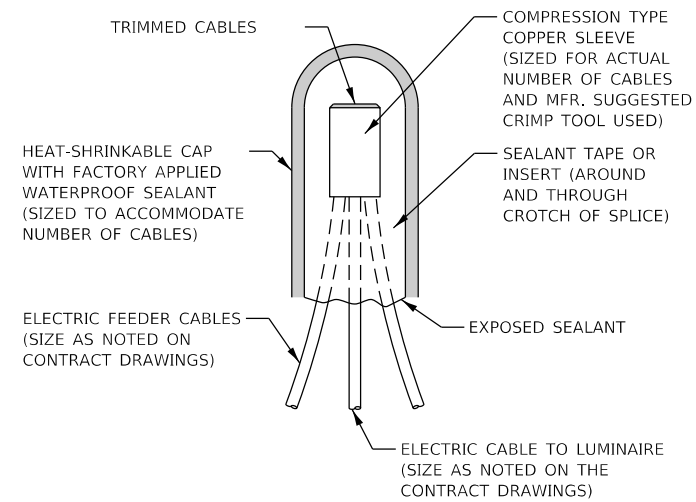 TRIMMED CABLES
COMPRESSION TYPE
COPPER SLEEVE
(SIZED FOR ACTUAL
NUMBER OF CABLES
AND MFR. SUGGESTED
CRIMP TOOL USED)
HEAT-SHRINKABLE CAP
WITH FACTORY APPLIED
WATERPROOF SEALANT
(SIZED TO ACCOMMODATE
NUMBER OF CABLES)
SEALANT TAPE OR
INSERT (AROUND
AND THROUGH
CROTCH OF SPLICE)
ELECTRIC FEEDER CABLES
(SIZE AS NOTED ON
CONTRACT DRAWINGS)
EXPOSED SEALANT
ELECTRIC CABLE TO LUMINAIRE
(SIZE AS NOTED ON THE
CONTRACT DRAWINGS)